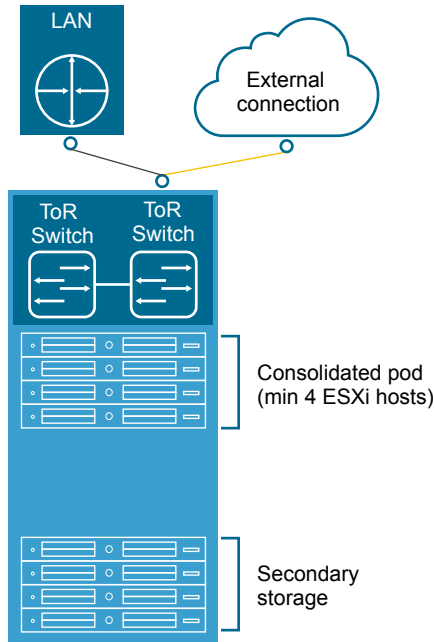 LAN
External
connection
ToR
Switch
ToR
Switch
Consolidated pod
(min 4 ESXi hosts)
Secondary
storage